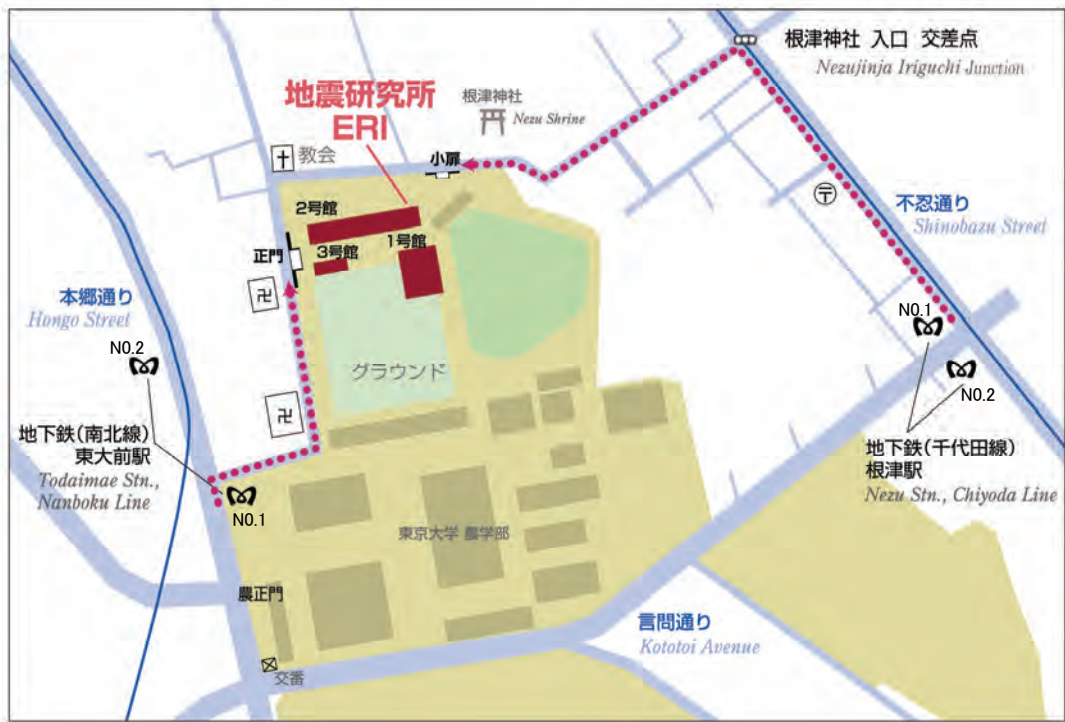 根津神社 入口 交差点
Nezujinja Iriguchi Junction
地震研究所
ERI
根津神社
Nezu Shrine
教会
小扉
2号館
1号館
3号館
正門
卍
〒
不忍通り
Shinobazu Street
本郷通り
Hongo Street
N0.2
N0.1
N0.2
グラウンド
卍
地下鉄(南北線)
東大前駅
Todaimae Stn.,
Nanboku Line
N0.1
地下鉄(千代田線)
根津駅
Nezu Stn., Chiyoda Line
東京大学 農学部
農正門
言問通り
Kototoi Avenue
交番